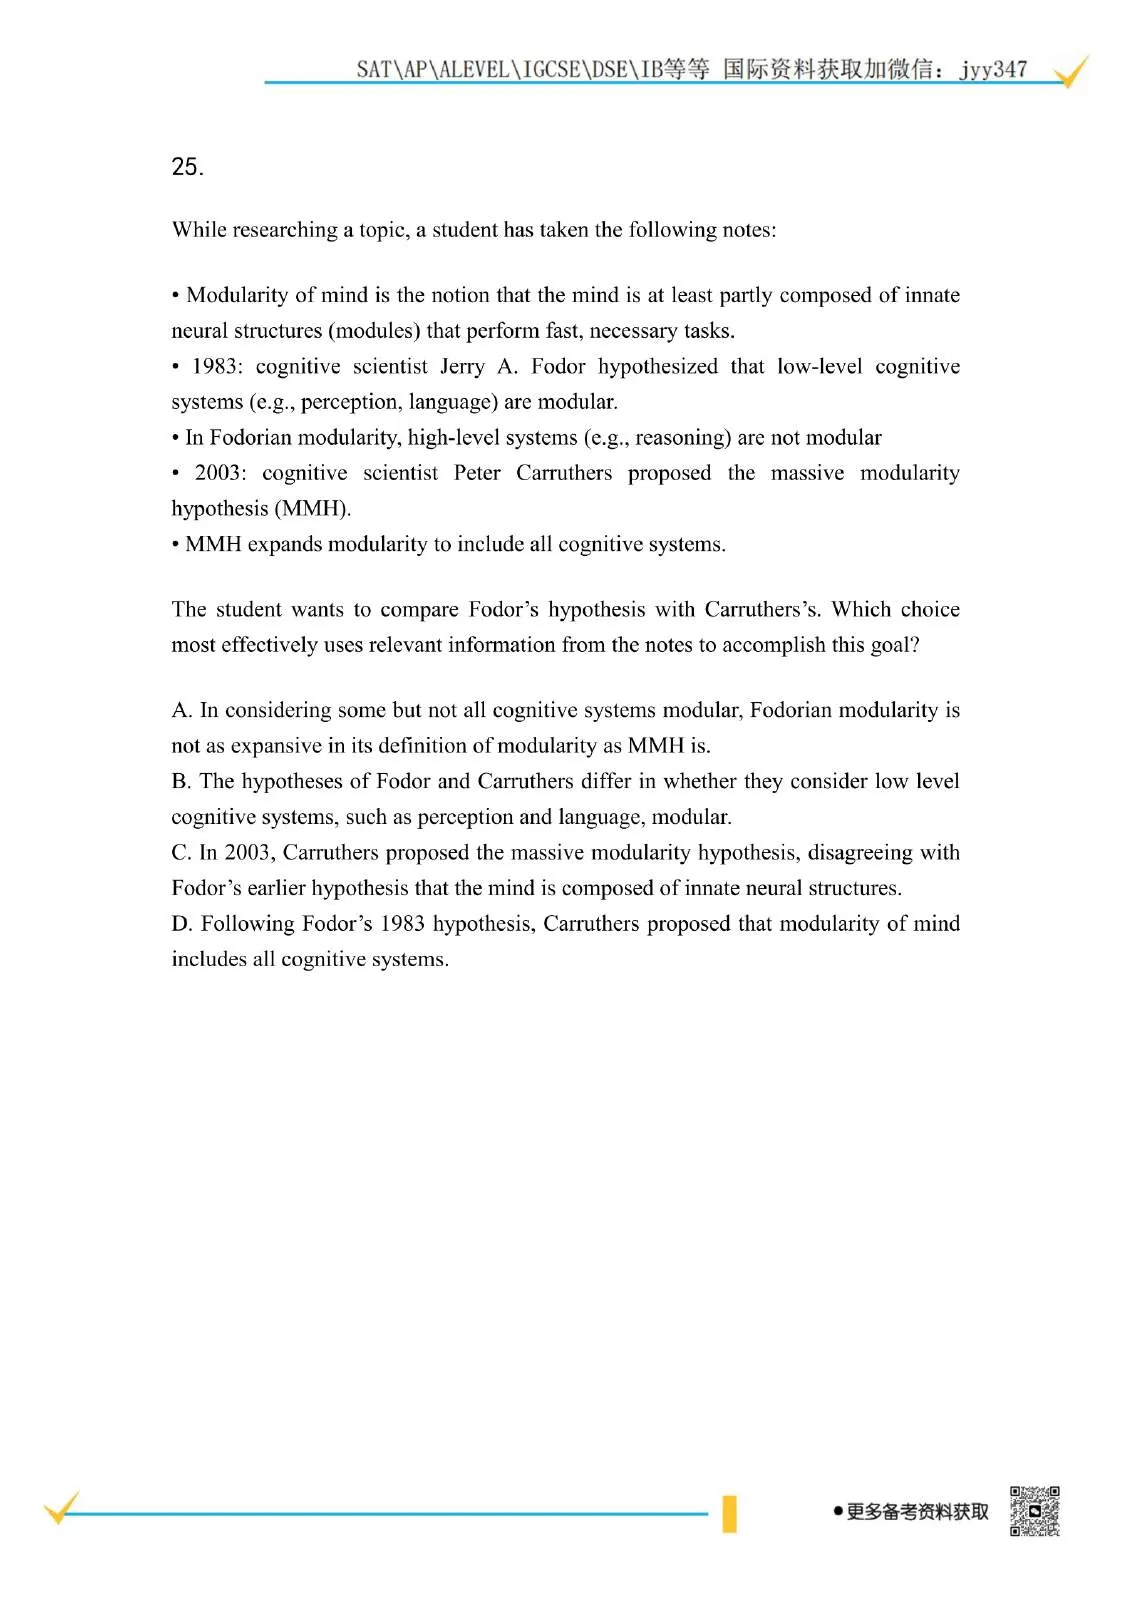 SAT\AP\ALEVEL\IGCSE\DSE\IB等等 国际资料获取加微信: jyy347
25.
While researching a topic, a student has taken the following notes:
• Modularity of mind is the notion that the mind is at least partly composed of innate
neural structures (modules) that perform fast, necessary tasks.
• 1983: cognitive scientist Jerry A. Fodor hypothesized that low-level cognitive
systems (e.g., perception, language) are modular.
• In Fodorian modularity, high-level systems (e.g., reasoning) are not modular
• 2003: cognitive scientist Peter Carruthers proposed the massive modularity
hypothesis (MMH).
• MMH expands modularity to include all cognitive systems.
The student wants to compare Fodor’s hypothesis with Carruthers’s. Which choice
most effectively uses relevant information from the notes to accomplish this goal?
A. In considering some but not all cognitive systems modular, Fodorian modularity is
not as expansive in its definition of modularity as MMH is.
B. The hypotheses of Fodor and Carruthers differ in whether they consider low level
cognitive systems, such as perception and language, modular.
C. In 2003, Carruthers proposed the massive modularity hypothesis, disagreeing with
Fodor’s earlier hypothesis that the mind is composed of innate neural structures.
D. Following Fodor’s 1983 hypothesis, Carruthers proposed that modularity of mind
includes all cognitive systems.
●更多备考资料获取